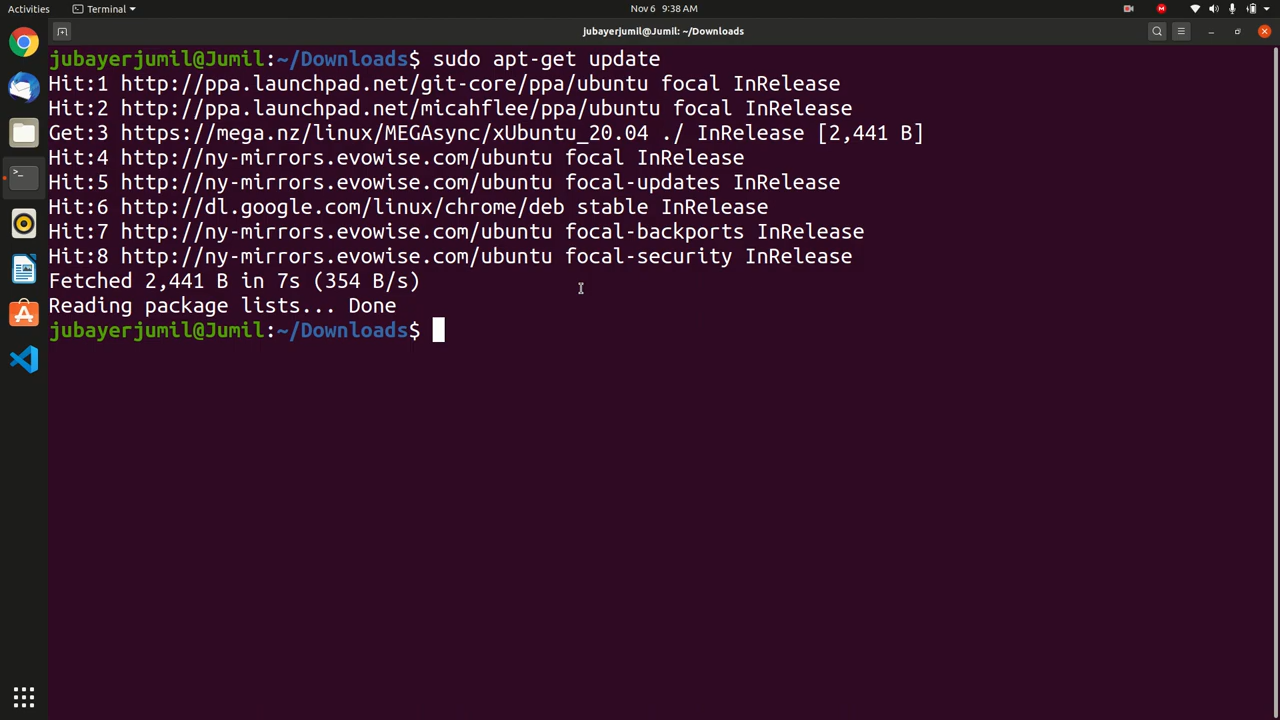 Activities
Terminal
Nov 6 9:38 AM
jubayerjumil@Jumil: ~/Downloads
jubayerjumil@Jumil:~/Downloads$ sudo apt-get update
Hit:1 http://ppa.launchpad.net/git-core/ppa/ubuntu focal InRelease
Hit:2 http://ppa.launchpad.net/micahflee/ppa/ubuntu focal InRelease
Get:3 https://mega.nz/linux/MEGAsync/xUbuntu_20.04 ./ InRelease [2,441 B]
Hit:4 http://ny-mirrors.evowise.com/ubuntu focal InRelease
Hit:5 http://ny-mirrors.evowise.com/ubuntu focal-updates InRelease
Hit:6 http://dl.google.com/linux/chrome/deb stable InRelease
Hit:7 http://ny-mirrors.evowise.com/ubuntu focal-backports InRelease
Hit:8 http://ny-mirrors.evowise.com/ubuntu focal-security InRelease
Fetched 2,441 B in 7s (354 B/s)
Reading package lists... Done
jubayerjumil@Jumil:~/Downloads$